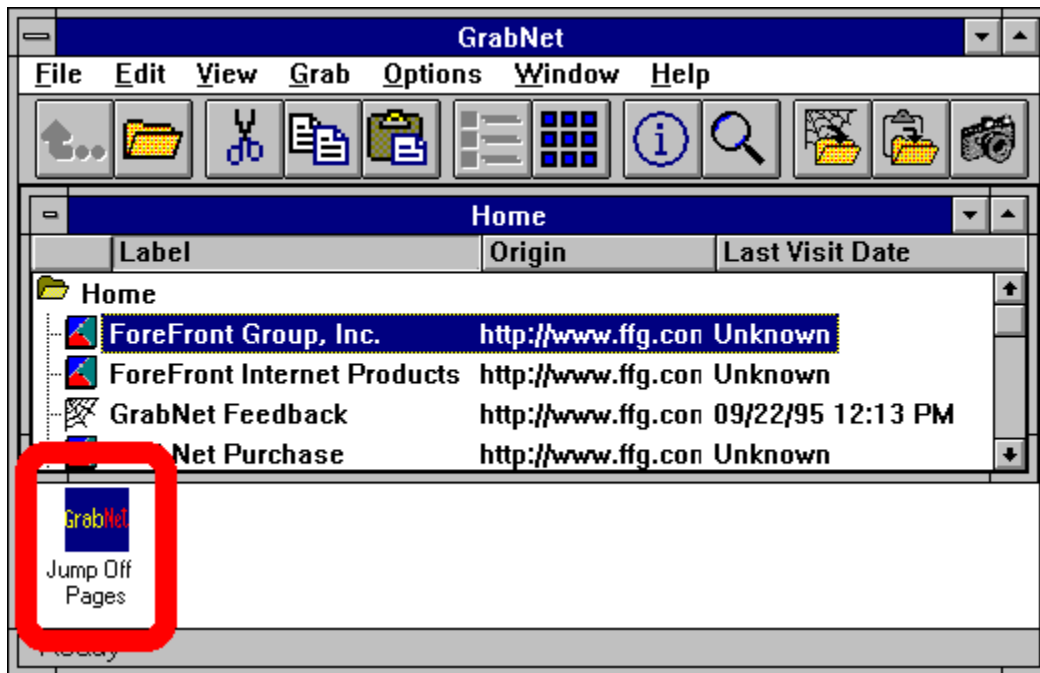 GrabNet
File Edit View Grab Options Window Help
Home
Label Origin Last Visit Date
Home
ForeFront Group, Inc. http://www.ffg.con Unknown
ForeFront Internet Products http://www.ffg.con Unknown
GrabNet Feedback http://www.ffg.con 09/22/95 12:13 PM
Net Purchase http://www.ffg.con Unknown
GrabNet
Jump Off
Pages
Ready